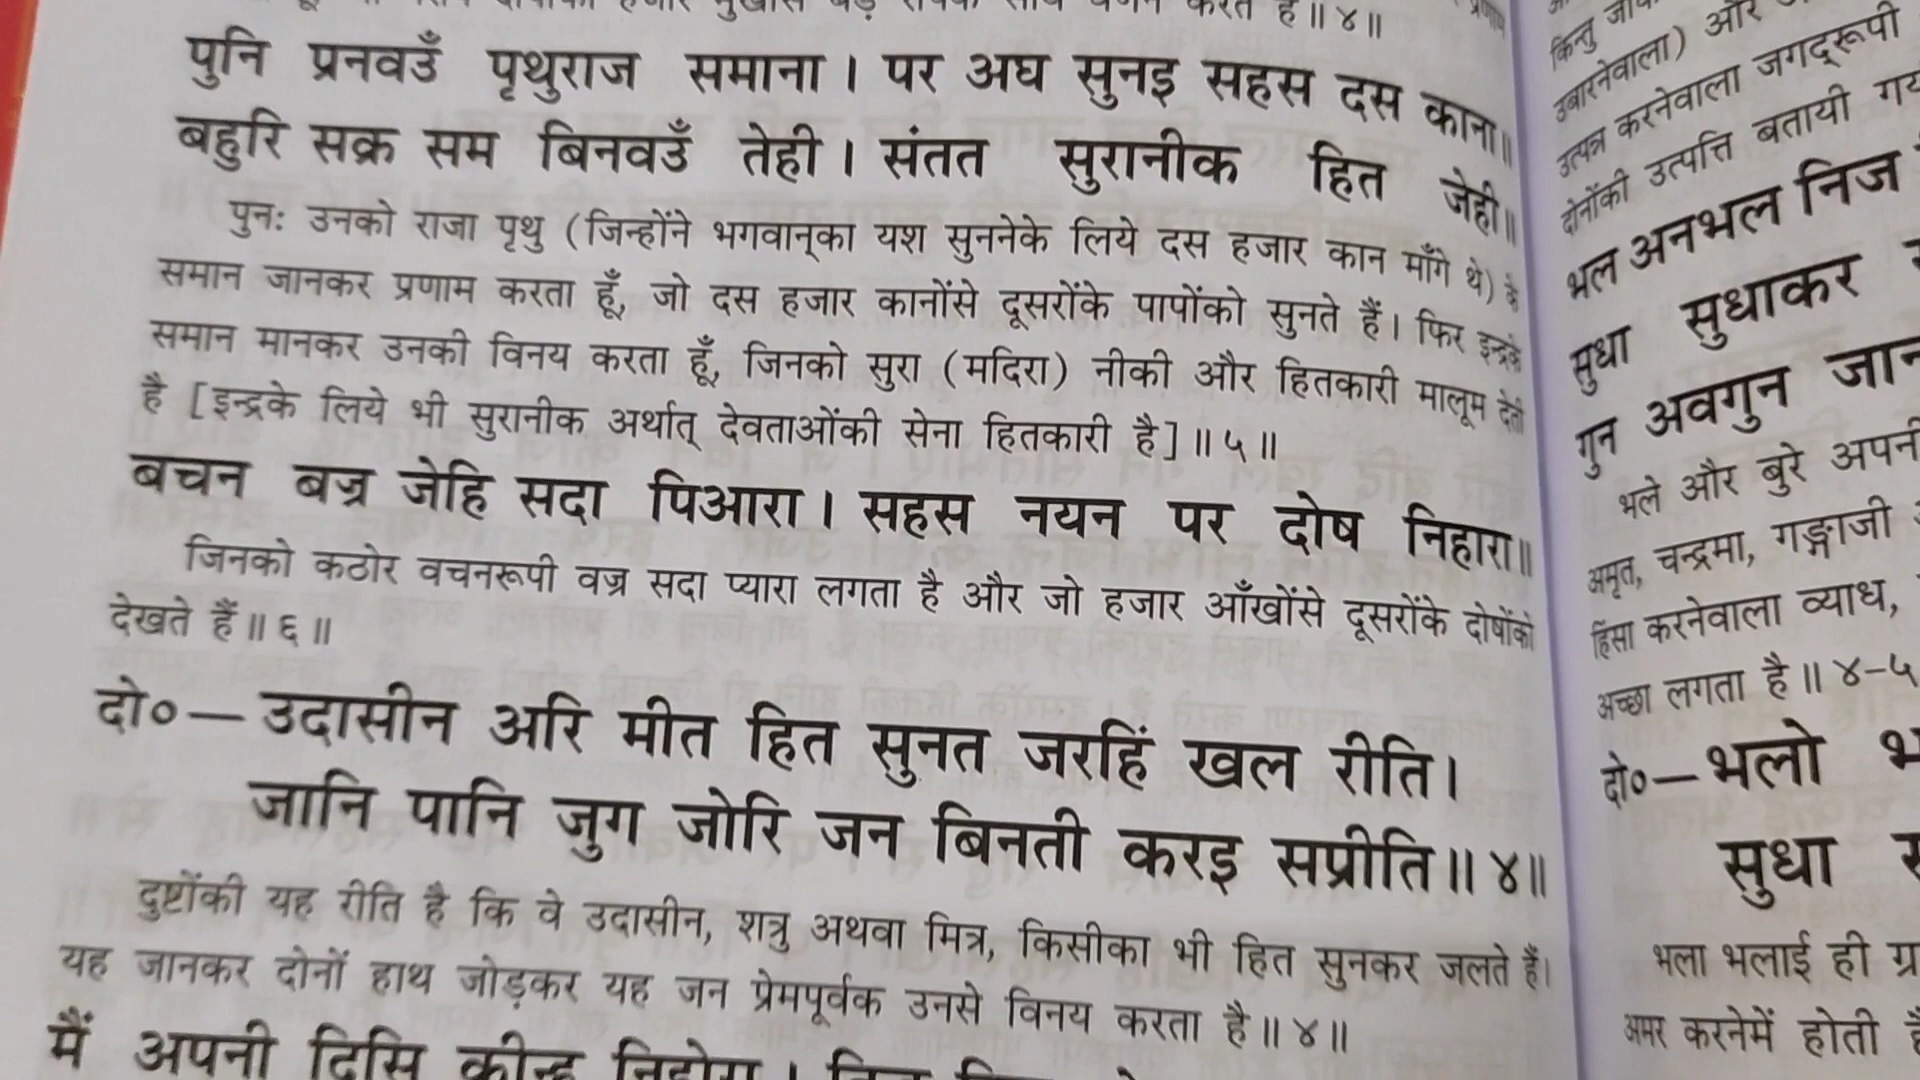 करते हैं॥ ४॥
पुनि प्रनवउँ पृथुराज समाना। पर अघ सुनइ सहस दस काना॥
बहुरि सक्र सम बिनवउँ तेही। संतत सुरानीक हित जेही॥
पुनः उनको राजा पृथु (जिन्होंने भगवान्‌का यश सुननेके लिये दस हजार कान माँगे थे) के
समान जानकर प्रणाम करता हूँ, जो दस हजार कानोंसे दूसरोंके पापोंको सुनते हैं। फिर इन्द्रके
समान मानकर उनकी विनय करता हूँ, जिनको सुरा (मदिरा) नीकी और हितकारी मालूम देती
है [इन्द्रके लिये भी सुरानीक अर्थात् देवताओंकी सेना हितकारी है]॥ ५॥
बचन बज्र जेहि सदा पिआरा। सहस नयन पर दोष निहारा॥
जिनको कठोर वचनरूपी वज्र सदा प्यारा लगता है और जो हजार आँखोंसे दूसरोंके दोषोंको
देखते हैं॥ ६॥
दो०— उदासीन अरि मीत हित सुनत जरहिं खल रीति।
जानि पानि जुग जोरि जन बिनती करइ सप्रीति॥ ४॥
दुष्टोंकी यह रीति है कि वे उदासीन, शत्रु अथवा मित्र, किसीका भी हित सुनकर जलते हैं।
यह जानकर दोनों हाथ जोड़कर यह जन प्रेमपूर्वक उनसे विनय करता है॥ ४॥
मैं अपनी दिसि कीन्ह निहोरा।
किन्तु
उबारनेवाला) और
उत्पन्न करनेवाला जगद्‌रूपी
दोनोंकी उत्पत्ति बतायी
भल अनभल निज
सुधा सुधाकर
गुन अवगुन
भले और बुरे
अमृत, चन्द्रमा, गङ्गाजी
हिंसा करनेवाला व्याध,
अच्छा लगता है॥ ४-५
दो०—भलो
सुधा
भला भलाई ही
अमर करनेमें होती